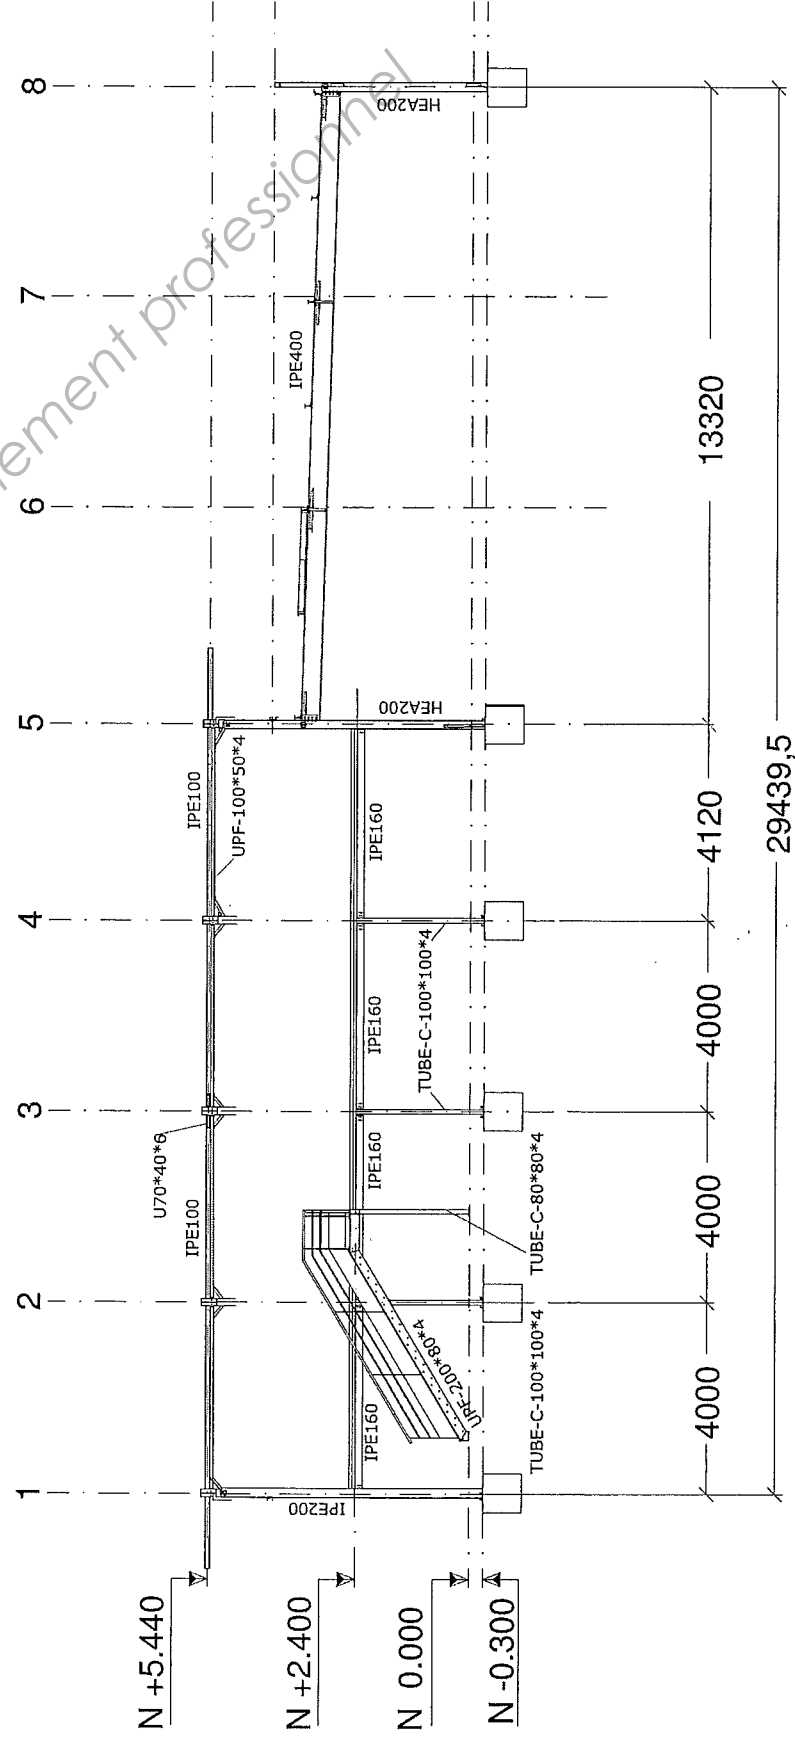 1 2 3 4 5 6 7 8
N +5.440
N +2.400
N 0.000
N -0.300
U70*40*6
IPE100
IPE100
UPF-100*50*4
IPE160
IPE160
IPE160
IPE160
IPE200
HEA200
HEA200
IPE400
UPF-200*80*4
TUBE-C-100*100*4
TUBE-C-80*80*4
TUBE-C-100*100*4
4000 4000 4000 4120 13320
29439,5
ement professionnel